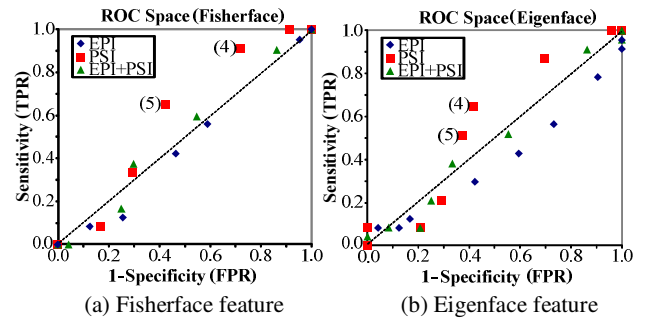 ROC Space (Fisherface)
Sensitivity (TPR)
1.0
0.8
0.6
0.4
0.2
0.0
EPI
PSI
EPI+PSI
(4)
(5)
0.0 0.2 0.4 0.6 0.8 1.0
1-Specificity (FPR)
(a) Fisherface feature
ROC Space (Eigenface)
Sensitivity (TPR)
1.0
0.8
0.6
0.4
0.2
0.0
EPI
PSI
EPI+PSI
(4)
(5)
0.0 0.2 0.4 0.6 0.8 1.0
1-Specificity (FPR)
(b) Eigenface feature